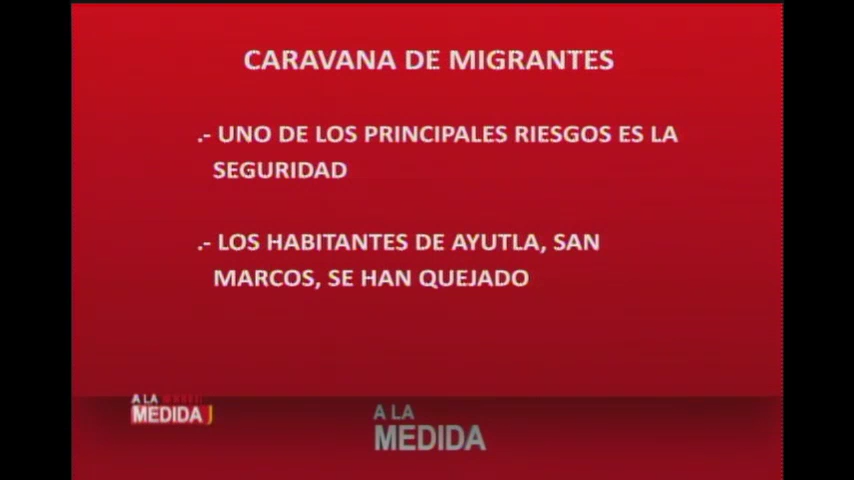 CARAVANA DE MIGRANTES
.- UNO DE LOS PRINCIPALES RIESGOS ES LA
SEGURIDAD
.- LOS HABITANTES DE AYUTLA, SAN
MARCOS, SE HAN QUEJADO
A LA
MEDIDA
A LA
MEDIDA